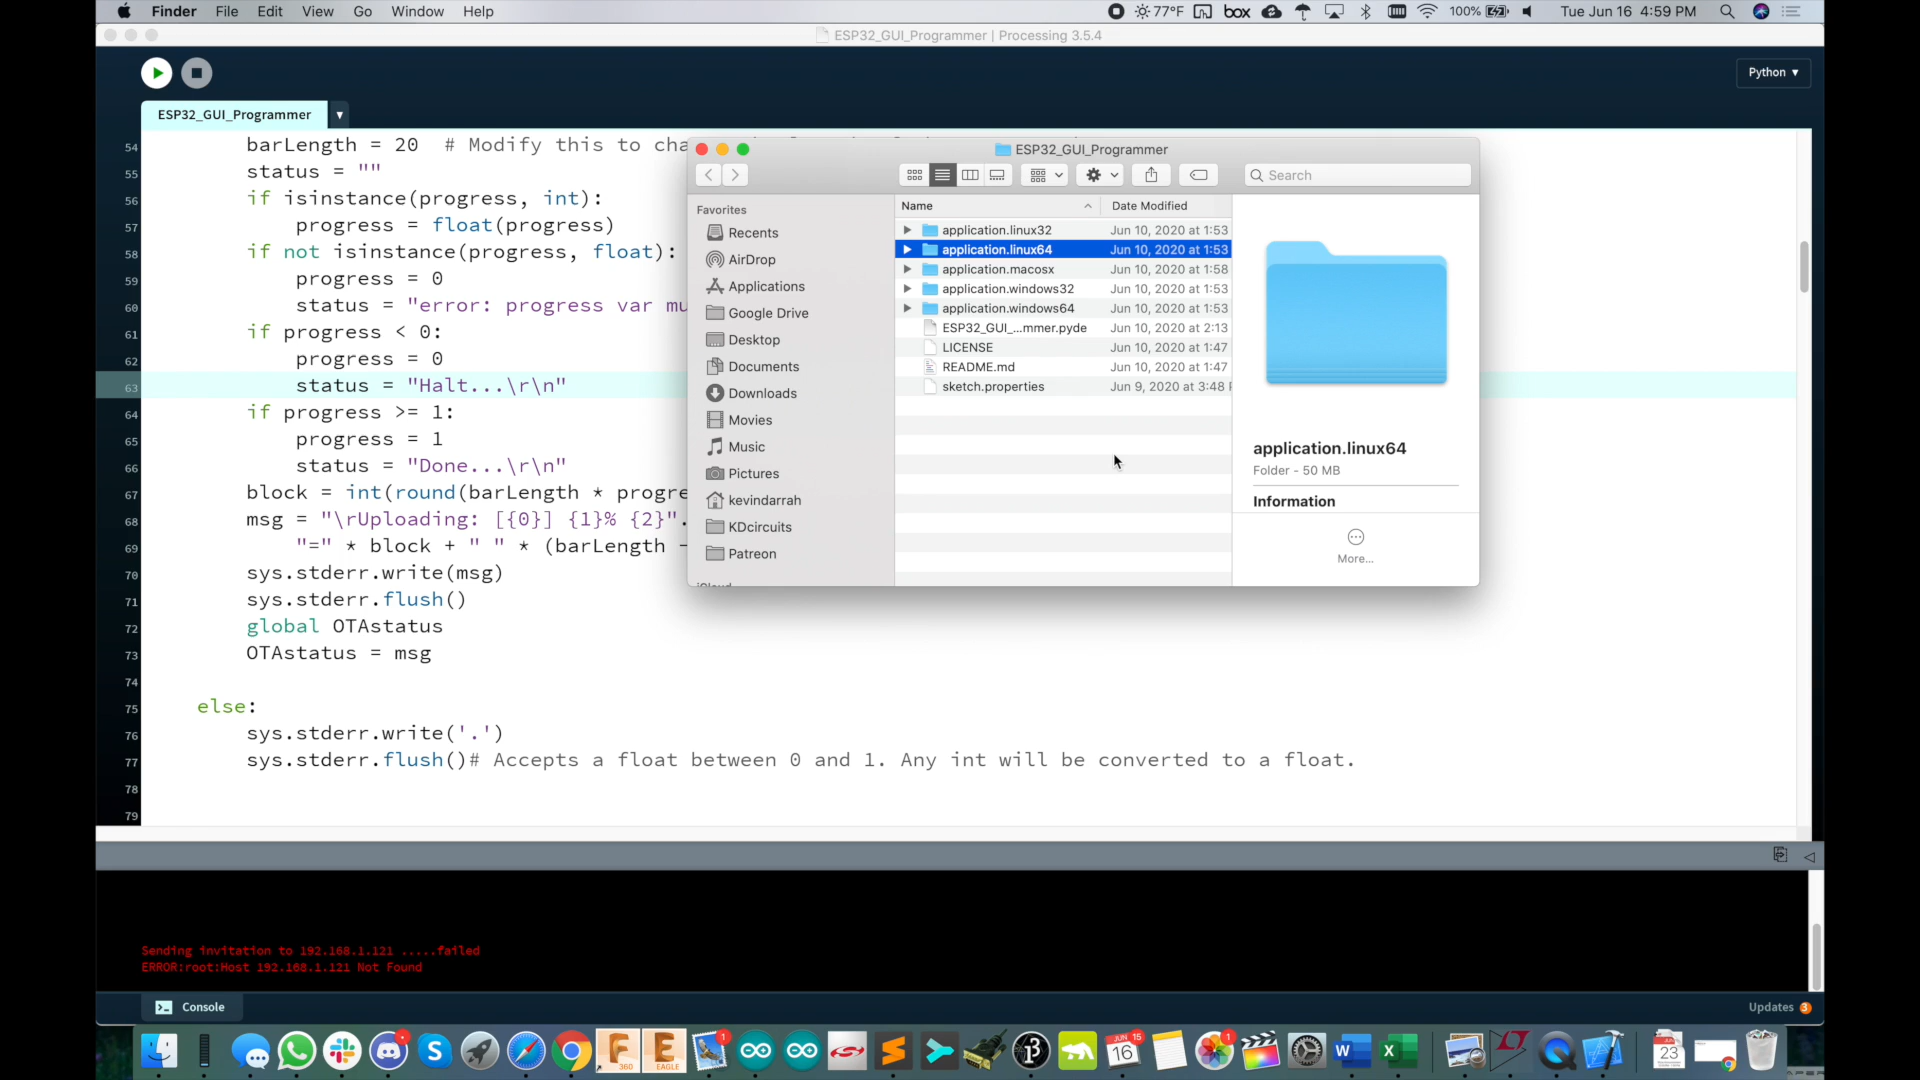 Finder File Edit View Go Window Help
77°F box 100% Tue Jun 16 4:59 PM
ESP32_GUI_Programmer | Processing 3.5.4
Python ▾
ESP32_GUI_Programmer ▾
54 barLength = 20 # Modify this to cha
55 status = ""
56 if isinstance(progress, int):
57 progress = float(progress)
58 if not isinstance(progress, float):
59 progress = 0
60 status = "error: progress var mu
61 if progress < 0:
62 progress = 0
63 status = "Halt...\r\n"
64 if progress >= 1:
65 progress = 1
66 status = "Done...\r\n"
67 block = int(round(barLength * progre
68 msg = "\rUploading: [{0}] {1}% {2}".
69 "=" * block + " " * (barLength -
70 sys.stderr.write(msg)
71 sys.stderr.flush()
72 global OTAstatus
73 OTAstatus = msg
74
75 else:
76 sys.stderr.write('.')
77 sys.stderr.flush()# Accepts a float between 0 and 1. Any int will be converted to a float.
78
79
ESP32_GUI_Programmer
Search
Favorites
Recents
AirDrop
Applications
Google Drive
Desktop
Documents
Downloads
Movies
Music
Pictures
kevindarrah
KDcircuits
Patreon
iCloud
Name Date Modified
application.linux32 Jun 10, 2020 at 1:53
application.linux64 Jun 10, 2020 at 1:53
application.macosx Jun 10, 2020 at 1:58
application.windows32 Jun 10, 2020 at 1:53
application.windows64 Jun 10, 2020 at 1:53
ESP32_GUI_...mmer.pyde Jun 10, 2020 at 2:13
LICENSE Jun 10, 2020 at 1:47
README.md Jun 10, 2020 at 1:47
sketch.properties Jun 9, 2020 at 3:48
application.linux64
Folder - 50 MB
Information
More...
Sending invitation to 192.168.1.121 .....failed
ERROR:root:Host 192.168.1.121 Not Found
Console
Updates 3
F 360
E EAGLE
1
JUN 15
16
1
W
X
23